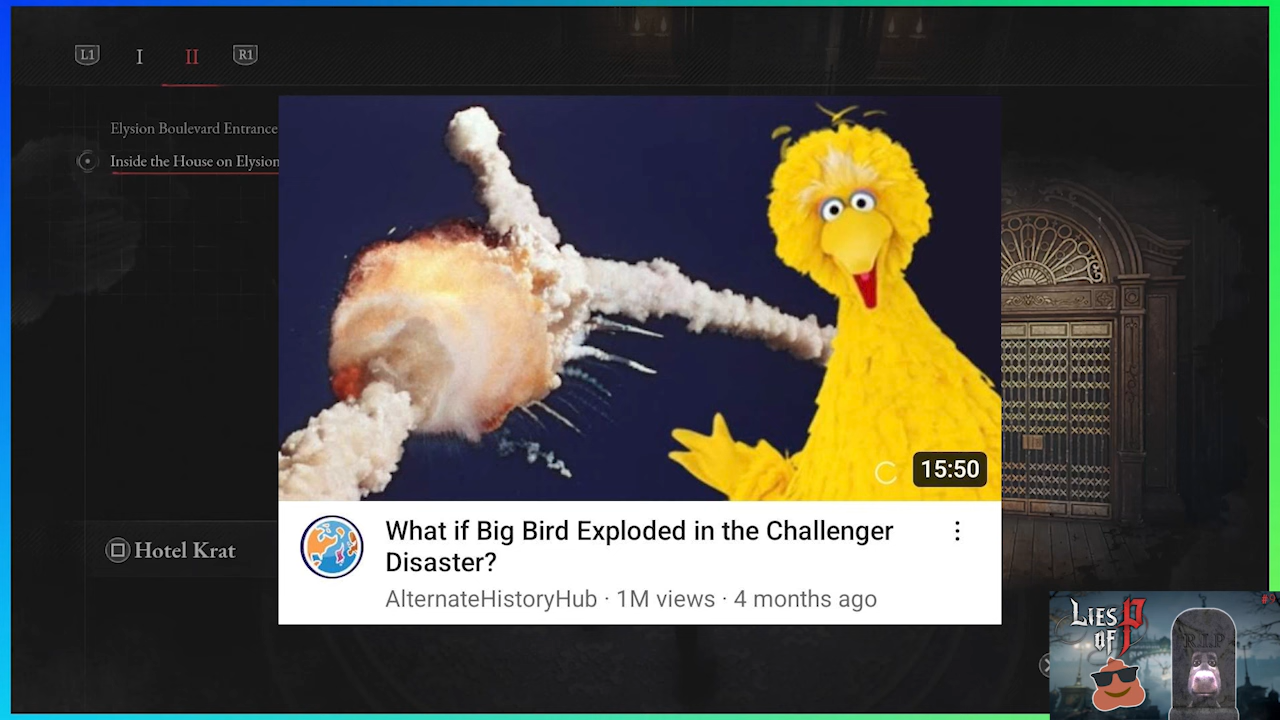 L1 I II R1
Elysion Boulevard Entrance
Inside the House on Elysion
15:50
What if Big Bird Exploded in the Challenger
Disaster?
AlternateHistoryHub · 1M views · 4 months ago
Hotel Krat
#9
LIES
OF P
R.I.P